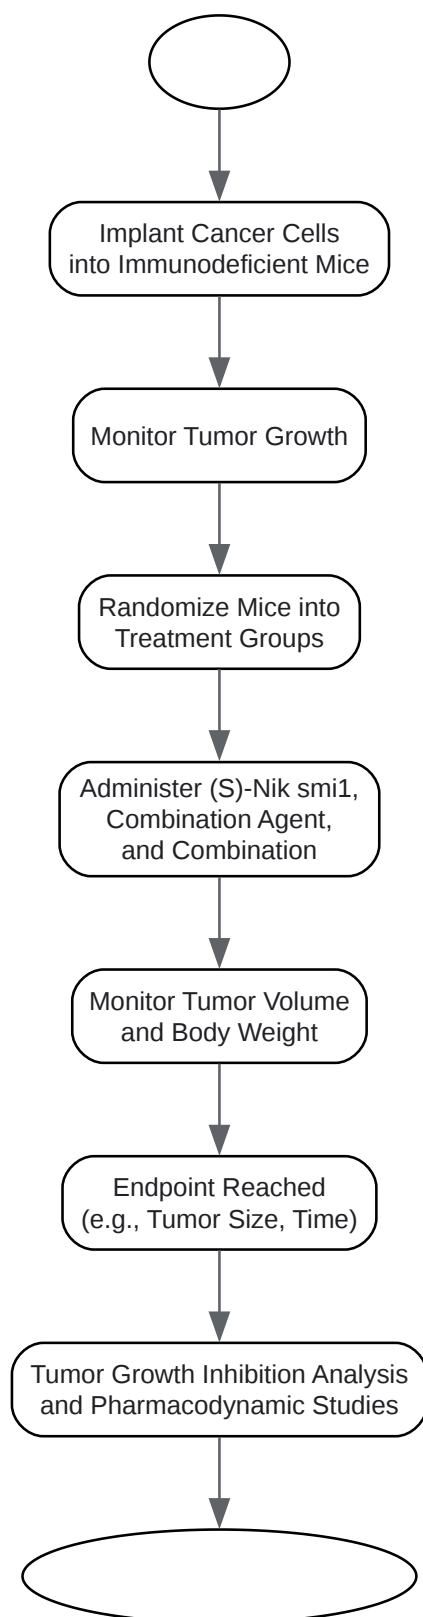 Implant Cancer Cells
into Immunodeficient Mice
Monitor Tumor Growth
Randomize Mice into
Treatment Groups
Administer (S)-Nik smi1,
Combination Agent,
and Combination
Monitor Tumor Volume
and Body Weight
Endpoint Reached
(e.g., Tumor Size, Time)
Tumor Growth Inhibition Analysis
and Pharmacodynamic Studies